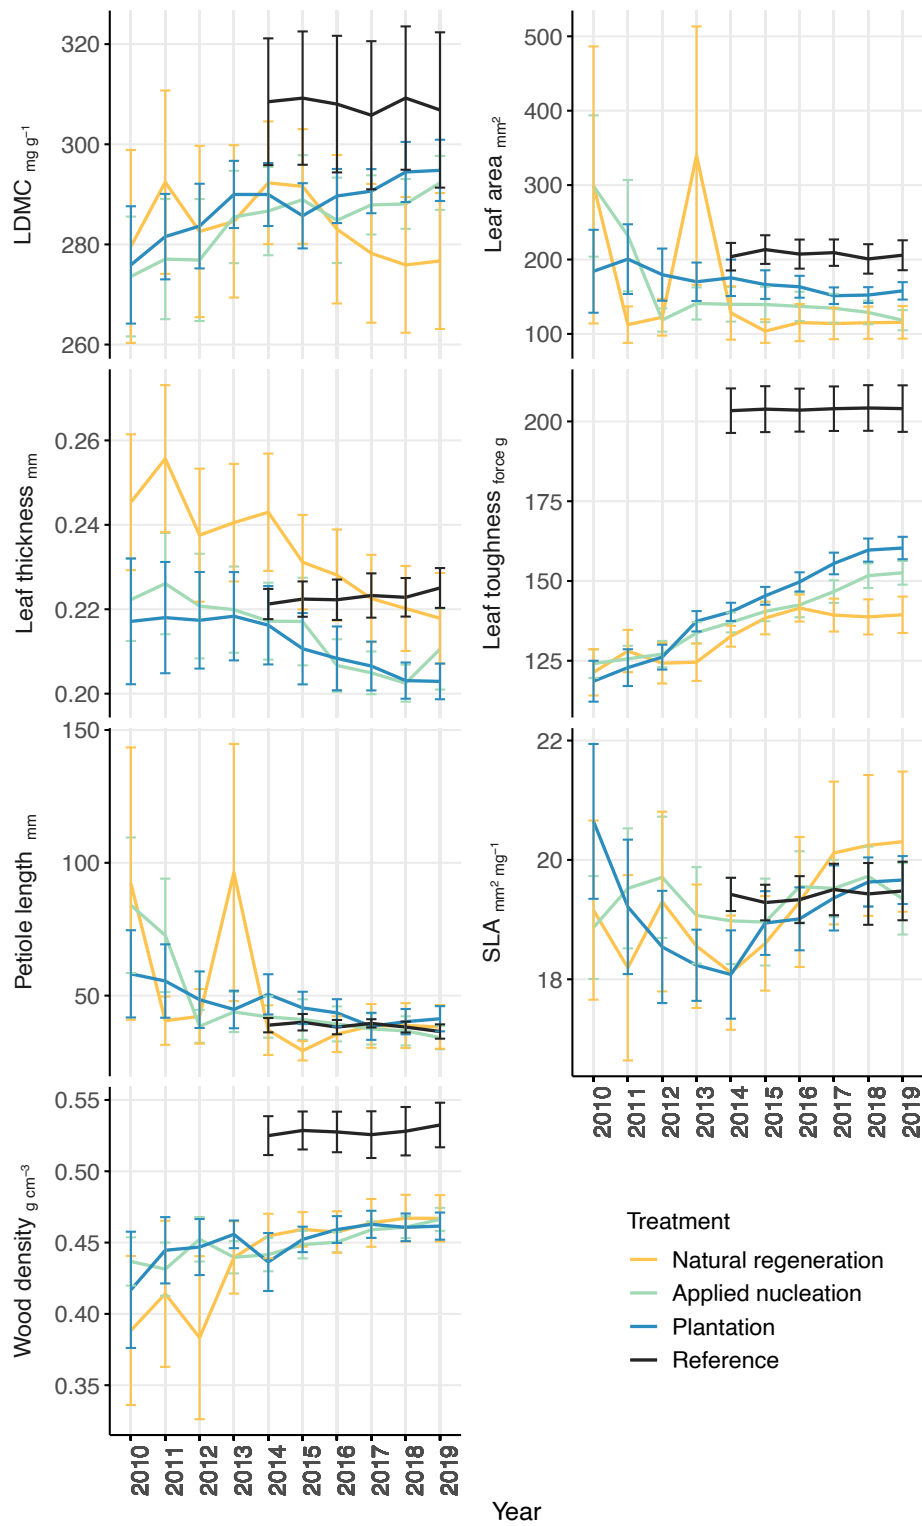 LDMC mg g⁻¹
320
300
280
260
Leaf area mm²
500
400
300
200
100
Leaf thickness mm
0.26
0.24
0.22
0.20
Leaf toughness force g
200
175
150
125
Petiole length mm
150
100
50
SLA mm² mg⁻¹
22
20
18
2010 2011 2012 2013 2014 2015 2016 2017 2018 2019
Wood density g cm⁻³
0.55
0.50
0.45
0.40
0.35
2010 2011 2012 2013 2014 2015 2016 2017 2018 2019
Treatment
Natural regeneration
Applied nucleation
Plantation
Reference
Year